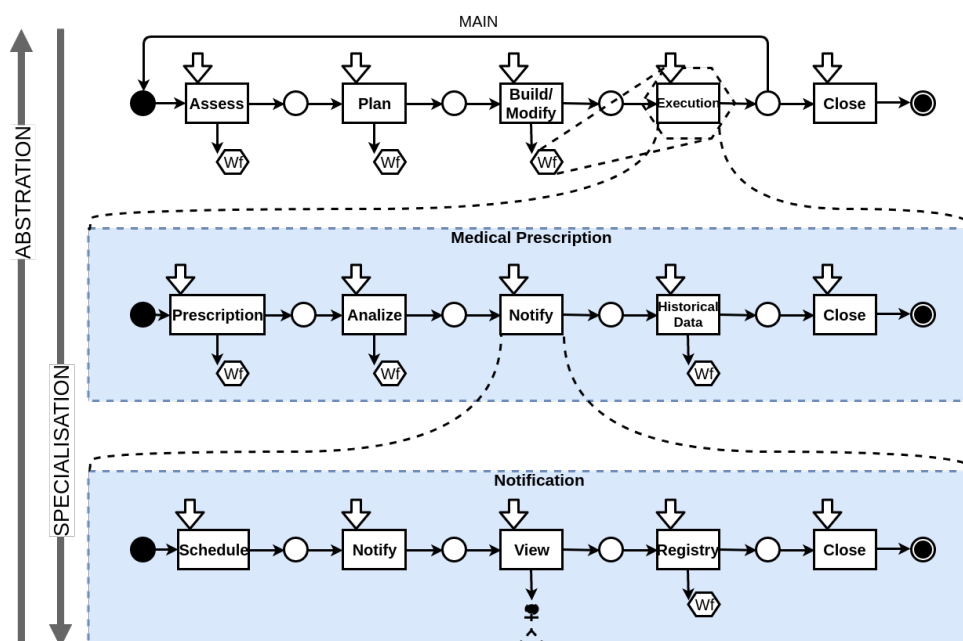 MAIN
ABSTRATION
SPECIALISATION
Assess
Plan
Build/
Modify
Execution
Close
Wf
Wf
Wf
Medical Prescription
Prescription
Analize
Notify
Historical
Data
Close
Wf
Wf
Wf
Notification
Schedule
Notify
View
Registry
Close
Wf